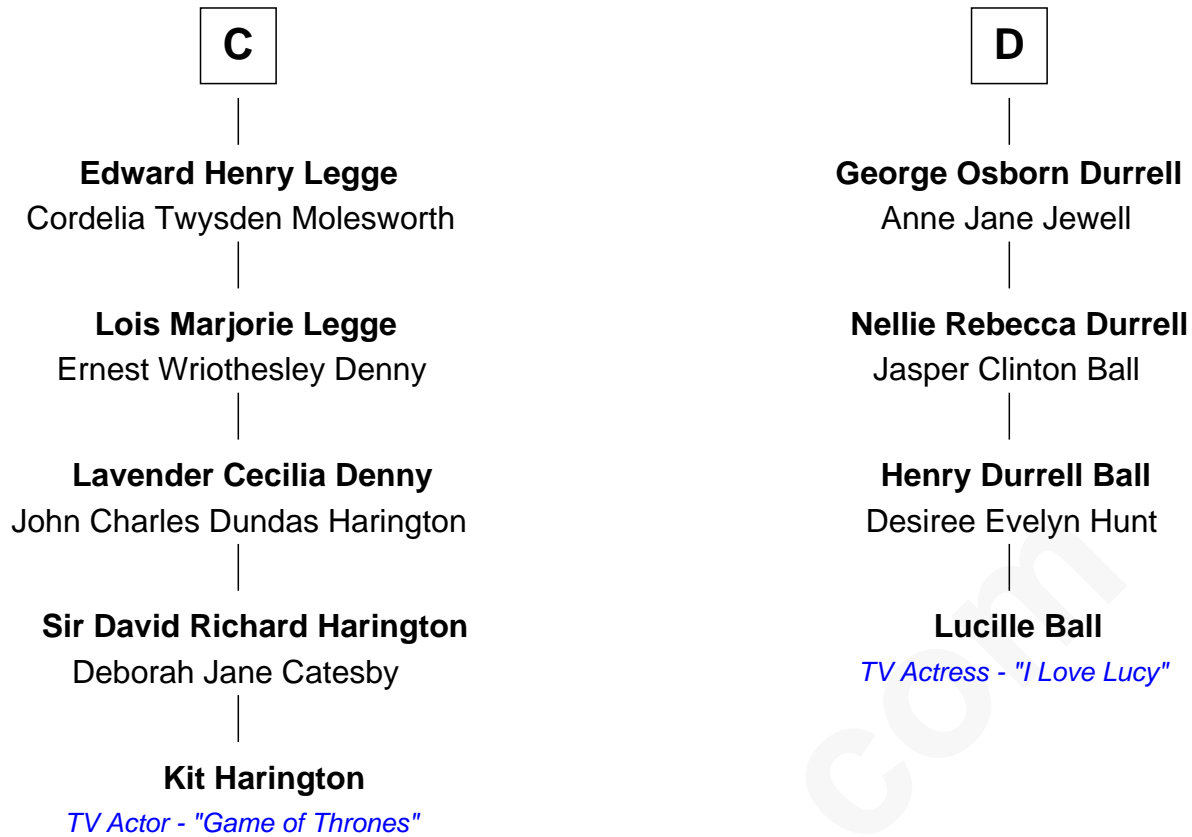 C
Edward Henry Legge
Cordelia Twysden Molesworth
Lois Marjorie Legge
Ernest Wriothesley Denny
Lavender Cecilia Denny
John Charles Dundas Harington
Sir David Richard Harington
Deborah Jane Catesby
Kit Harington
TV Actor - "Game of Thrones"
D
George Osborn Durrell
Anne Jane Jewell
Nellie Rebecca Durrell
Jasper Clinton Ball
Henry Durrell Ball
Desiree Evelyn Hunt
Lucille Ball
TV Actress - "I Love Lucy"
com